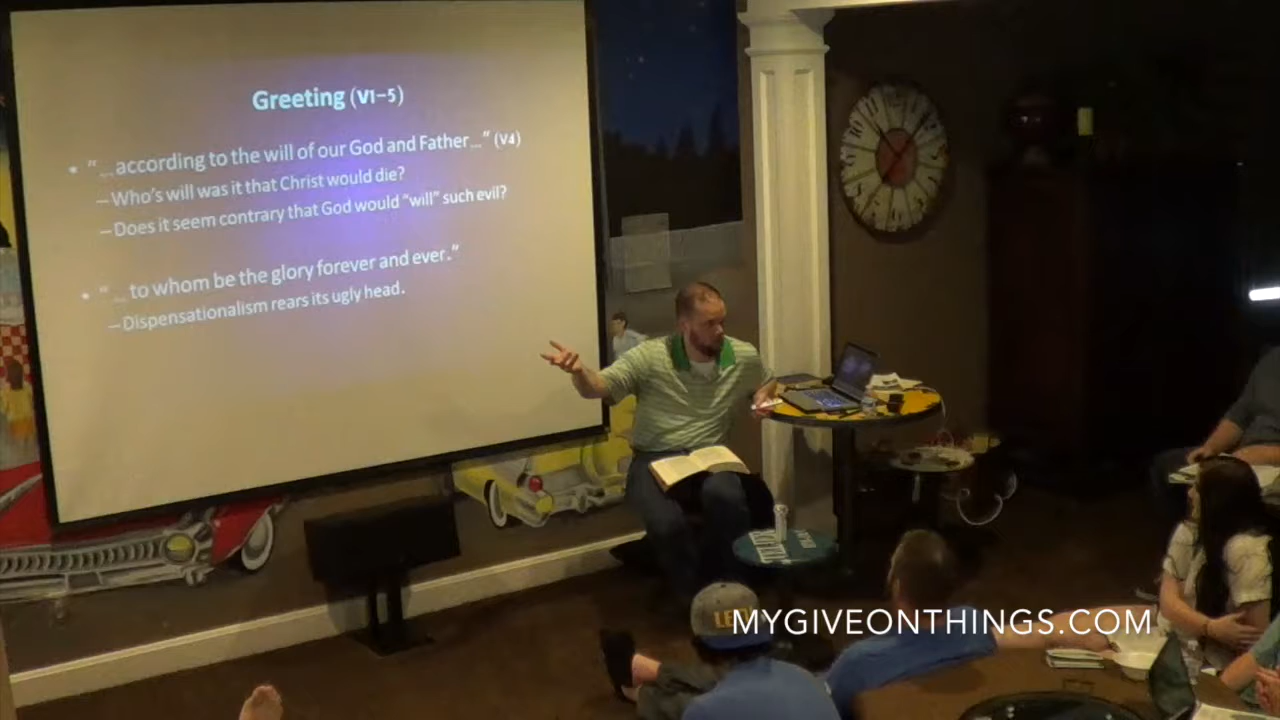 Greeting (V1-5)
• “…according to the will of our God and Father…” (V4)
–Who’s will was it that Christ would die?
–Does it seem contrary that God would “will” such evil?
• “… to whom be the glory forever and ever.”
–Dispensationalism rears its ugly head.
MYGIVEONTHINGS.COM